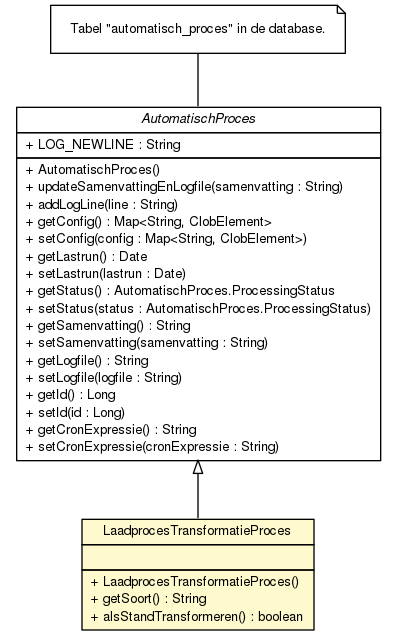 Tabel "automatisch_proces" in de database.
AutomatischProces
+ LOG_NEWLINE : String
+ AutomatischProces()
+ updateSamenvattingEnLogfile(samenvatting : String)
+ addLogLine(line : String)
+ getConfig() : Map<String, ClobElement>
+ setConfig(config : Map<String, ClobElement>)
+ getLastrun() : Date
+ setLastrun(lastrun : Date)
+ getStatus() : AutomatischProces.ProcessingStatus
+ setStatus(status : AutomatischProces.ProcessingStatus)
+ getSamenvatting() : String
+ setSamenvatting(samenvatting : String)
+ getLogfile() : String
+ setLogfile(logfile : String)
+ getId() : Long
+ setId(id : Long)
+ getCronExpressie() : String
+ setCronExpressie(cronExpressie : String)
LaadprocesTransformatieProces
+ LaadprocesTransformatieProces()
+ getSoort() : String
+ alsStandTransformeren() : boolean